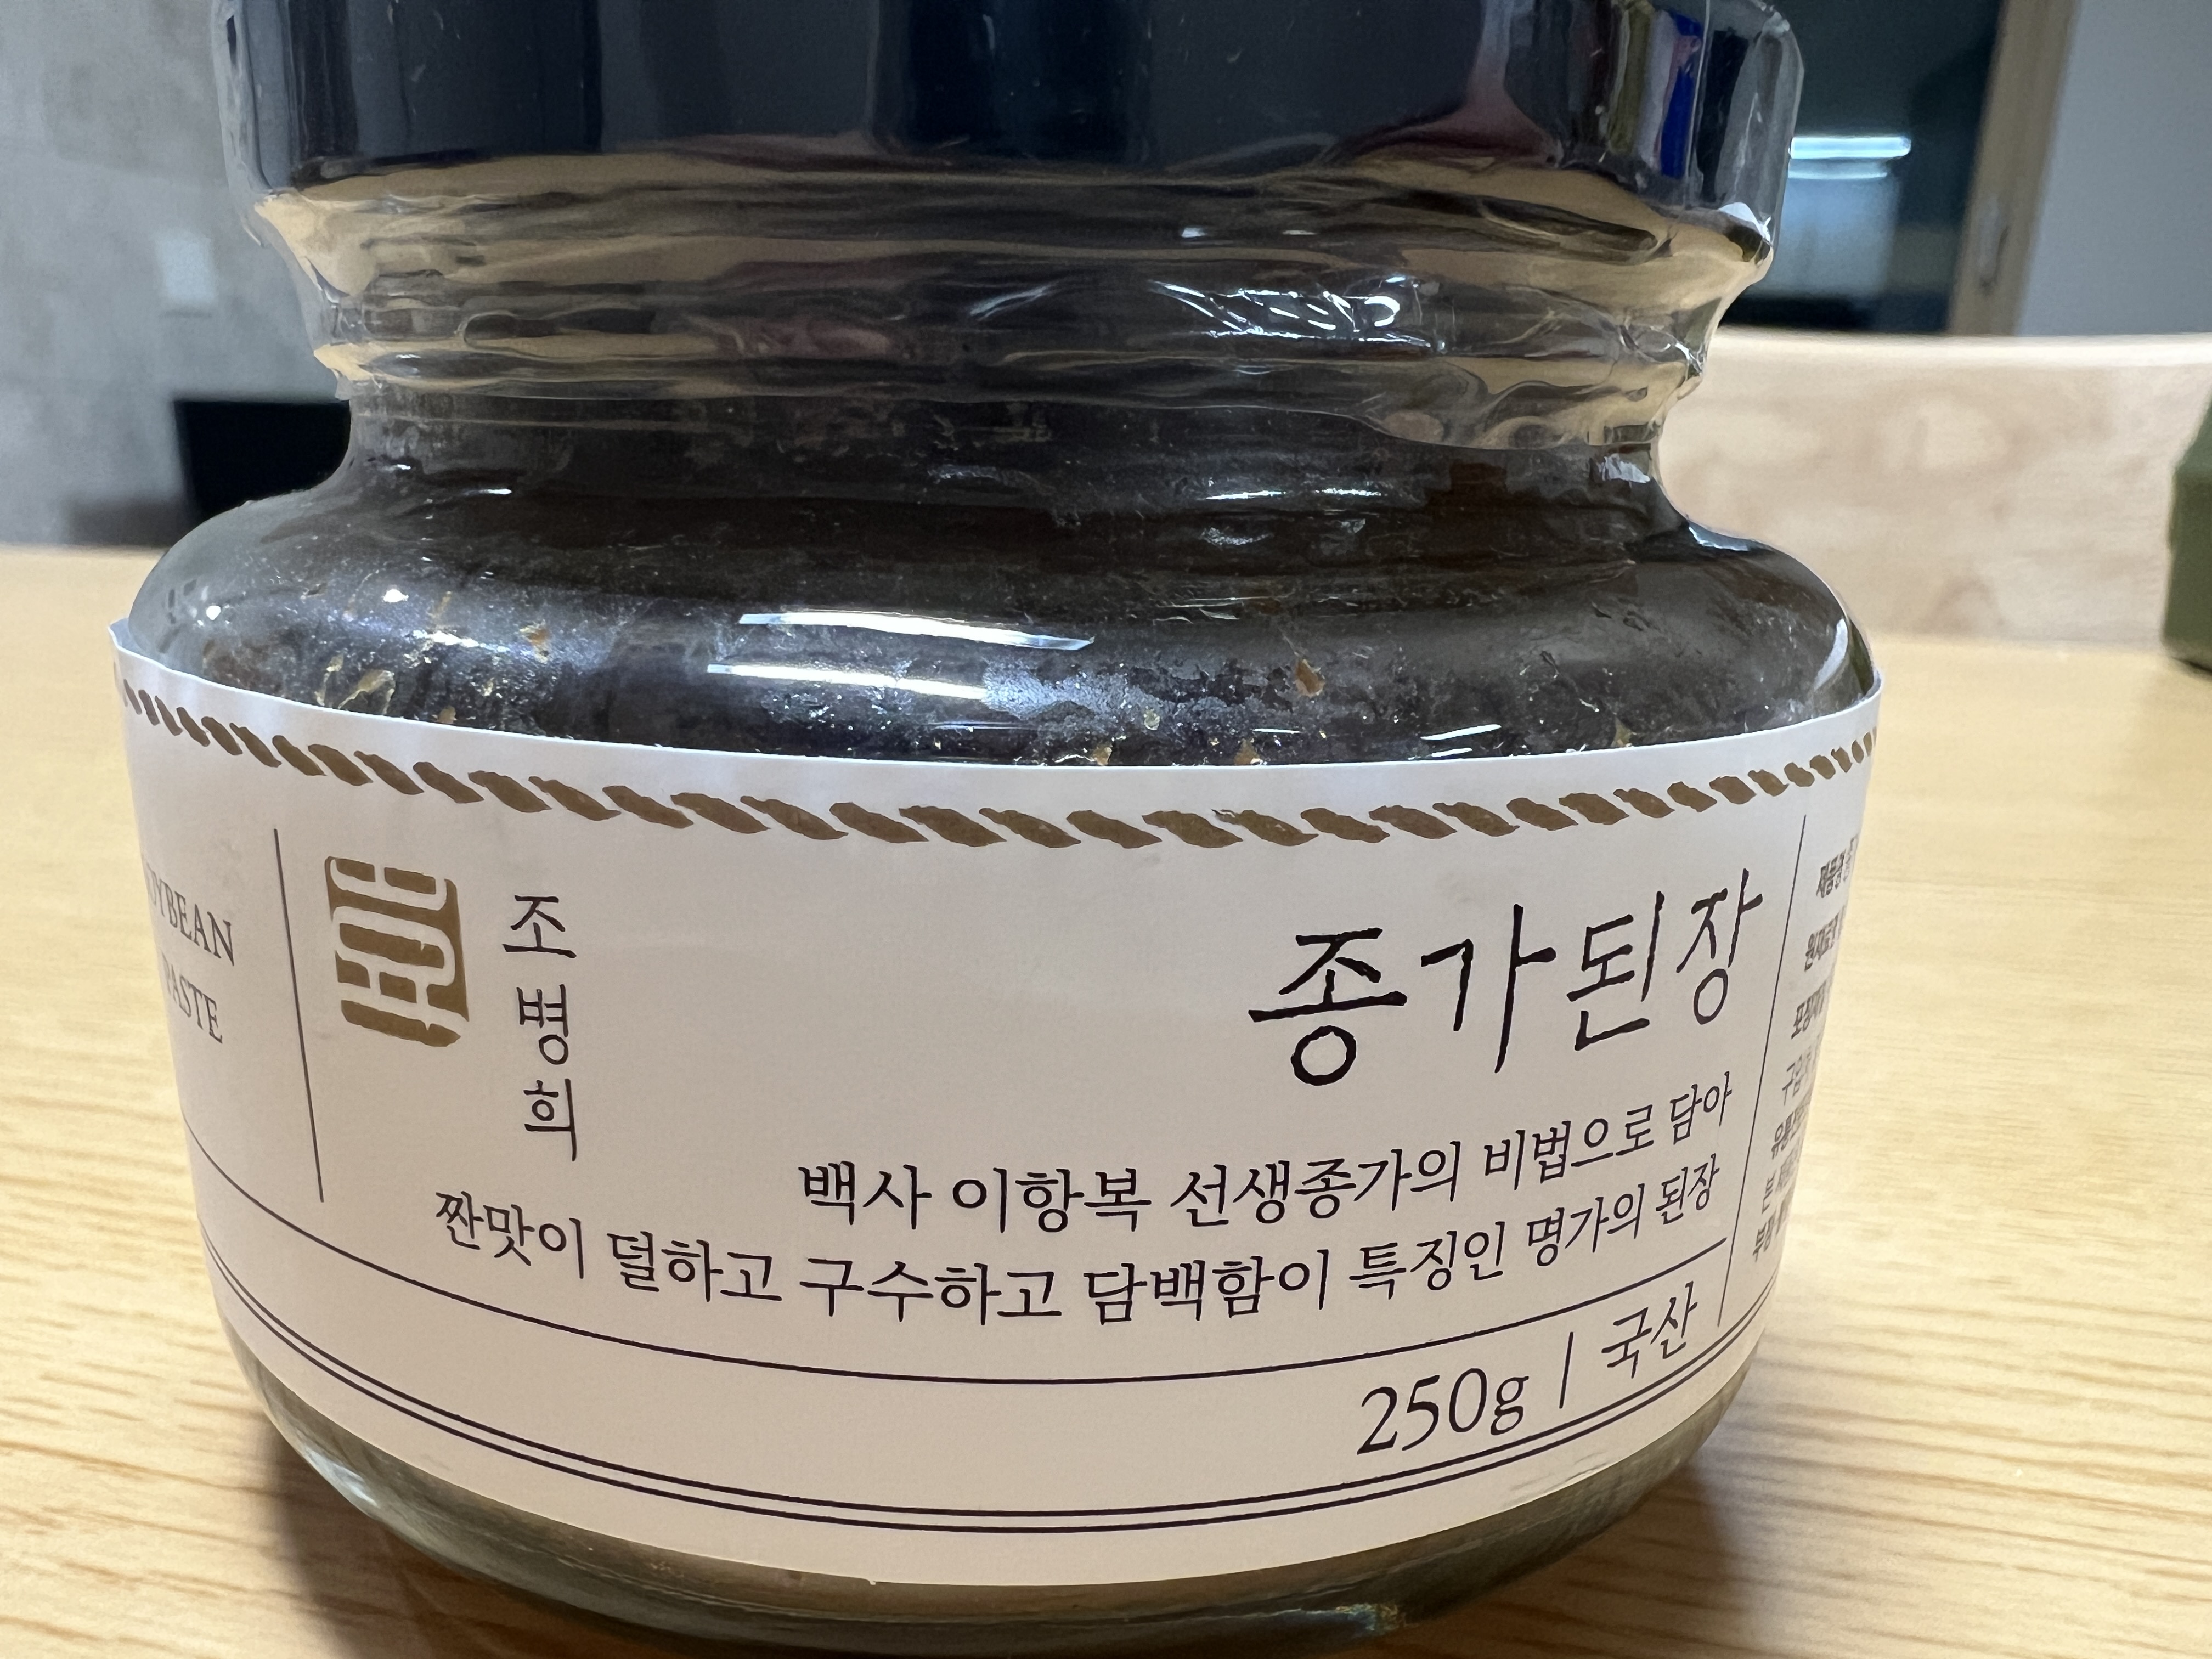 SOYBEAN
PASTE
조병희
종가된장
백사 이항복 선생종가의 비법으로 담아
짠맛이 덜하고 구수하고 담백함이 특징인 명가의 된장
250g | 국산